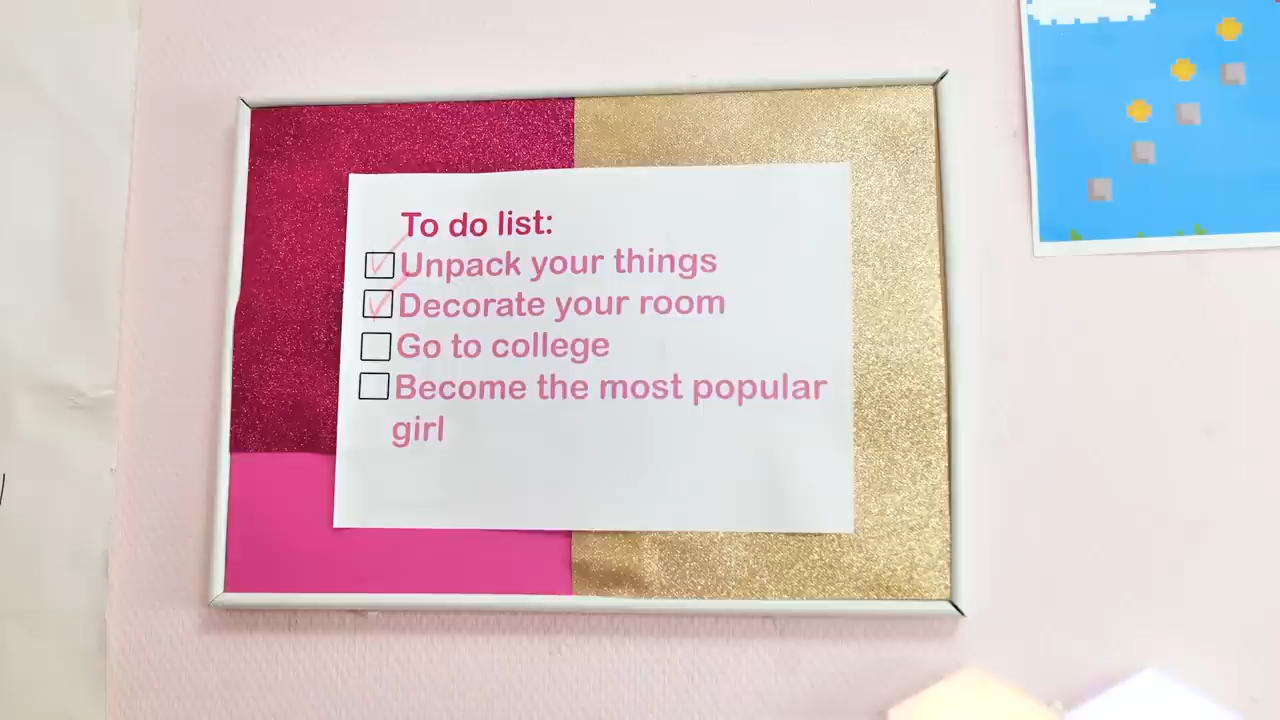 To do list:
Unpack your things
Decorate your room
Go to college
Become the most popular
girl